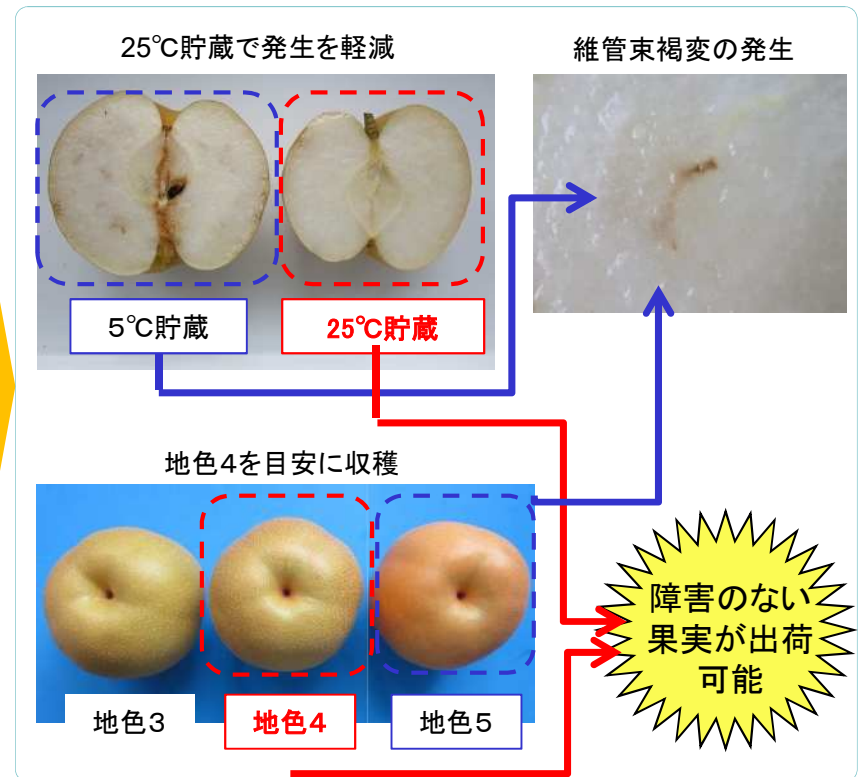 25℃貯蔵で発生を軽減
維管束褐変の発生
5℃貯蔵
25℃貯蔵
地色4を目安に収穫
地色3
地色4
地色5
障害のない
果実が出荷
可能